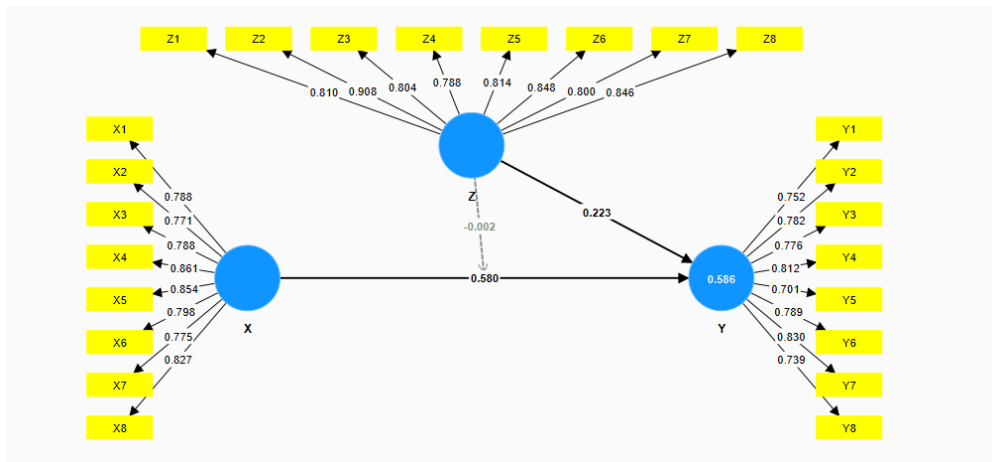 Z1 Z2 Z3 Z4 Z5 Z6 Z7 Z8
0.810 0.908 0.804 0.788 0.814 0.848 0.800 0.846
Z
X1
X2
X3
X4
X5
X6
X7
X8
0.788
0.771
0.788
0.861
0.854
0.798
0.775
0.827
X
-0.002
0.223
0.580
0.586
Y
0.752
0.782
0.776
0.812
0.701
0.789
0.830
0.739
Y1
Y2
Y3
Y4
Y5
Y6
Y7
Y8